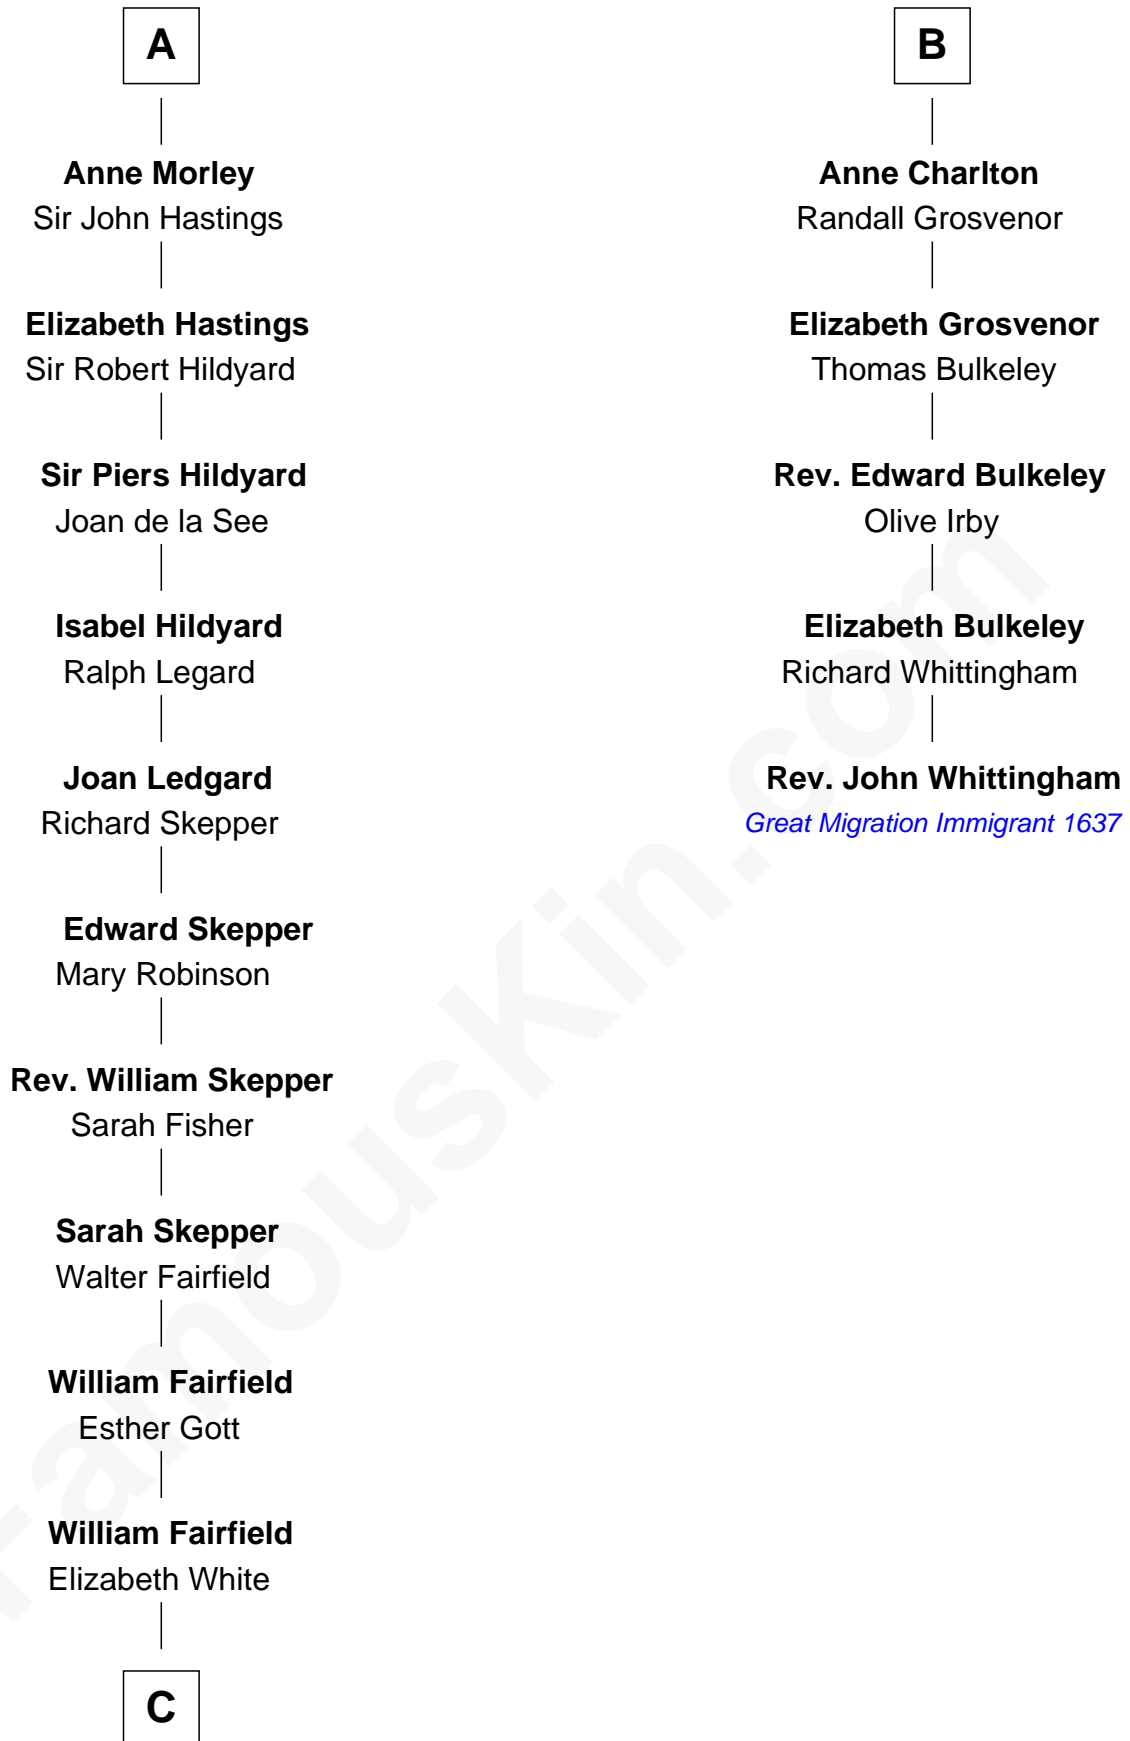 A
Anne Morley
Sir John Hastings
Elizabeth Hastings
Sir Robert Hildyard
Sir Piers Hildyard
Joan de la See
Isabel Hildyard
Ralph Legard
Joan Ledgard
Richard Skepper
Edward Skepper
Mary Robinson
Rev. William Skepper
Sarah Fisher
Sarah Skepper
Walter Fairfield
William Fairfield
Esther Gott
William Fairfield
Elizabeth White
C
B
Anne Charlton
Randall Grosvenor
Elizabeth Grosvenor
Thomas Bulkeley
Rev. Edward Bulkeley
Olive Irby
Elizabeth Bulkeley
Richard Whittingham
Rev. John Whittingham
Great Migration Immigrant 1637
FamousKin.com